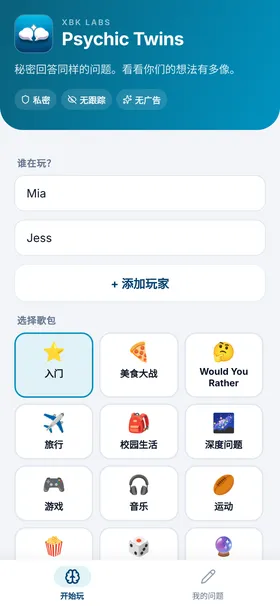 XBK LABS
Psychic Twins
秘密回答同样的问题。看看你们的想法有多像。
私密
无跟踪
无广告
谁在玩？
Mia
Jess
+ 添加玩家
选择歌包
入门
美食大战
Would You
Rather
旅行
校园生活
深度问题
游戏
音乐
运动
开始玩
我的问题